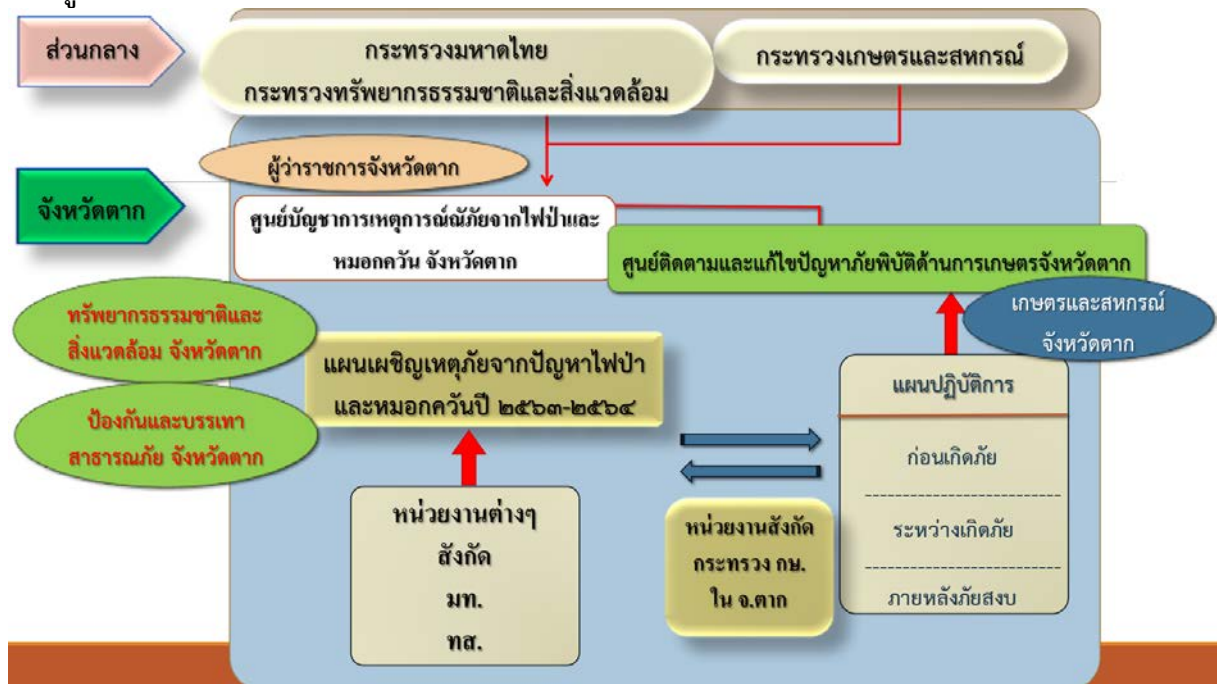 ส่วนกลาง
กระทรวงมหาดไทย
กระทรวงทรัพยากรธรรมชาติและสิ่งแวดล้อม
กระทรวงเกษตรและสหกรณ์
ผู้ว่าราชการจังหวัดตาก
จังหวัดตาก
ศูนย์บัญชาการเหตุการณ์ณ์ภัยจากไฟป่าและ
หมอกควัน จังหวัดตาก
ศูนย์ติดตามและแก้ไขปัญหาภัยพิบัติด้านการเกษตรจังหวัดตาก
ทรัพยากรธรรมชาติและ
สิ่งแวดล้อม จังหวัดตาก
เกษตรและสหกรณ์
จังหวัดตาก
แผนเผชิญเหตุภัยจากปัญหาไฟป่า
และหมอกควันปี ๒๕๖๓-๒๕๖๔
ป้องกันและบรรเทา
สาธารณภัย จังหวัดตาก
แผนปฏิบัติการ
ก่อนเกิดภัย
ระหว่างเกิดภัย
ภายหลังภัยสงบ
หน่วยงานต่างๆ
สังกัด
มท.
ทส.
หน่วยงานสังกัด
กระทรวง กษ.
ใน จ.ตาก